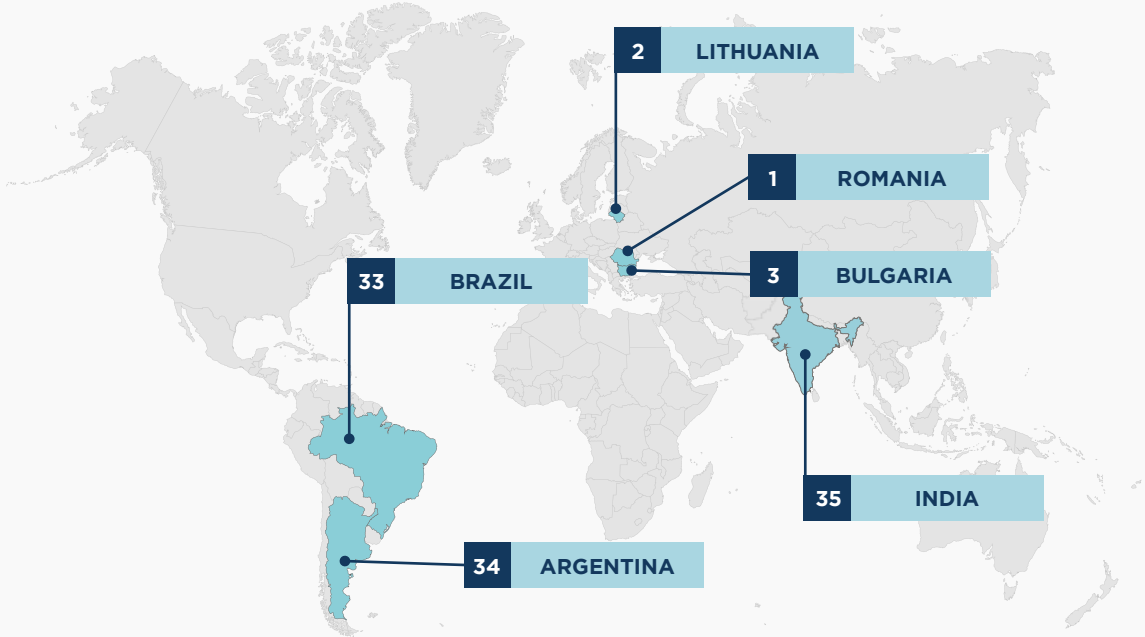 2 LITHUANIA
1 ROMANIA
3 BULGARIA
33 BRAZIL
35 INDIA
34 ARGENTINA